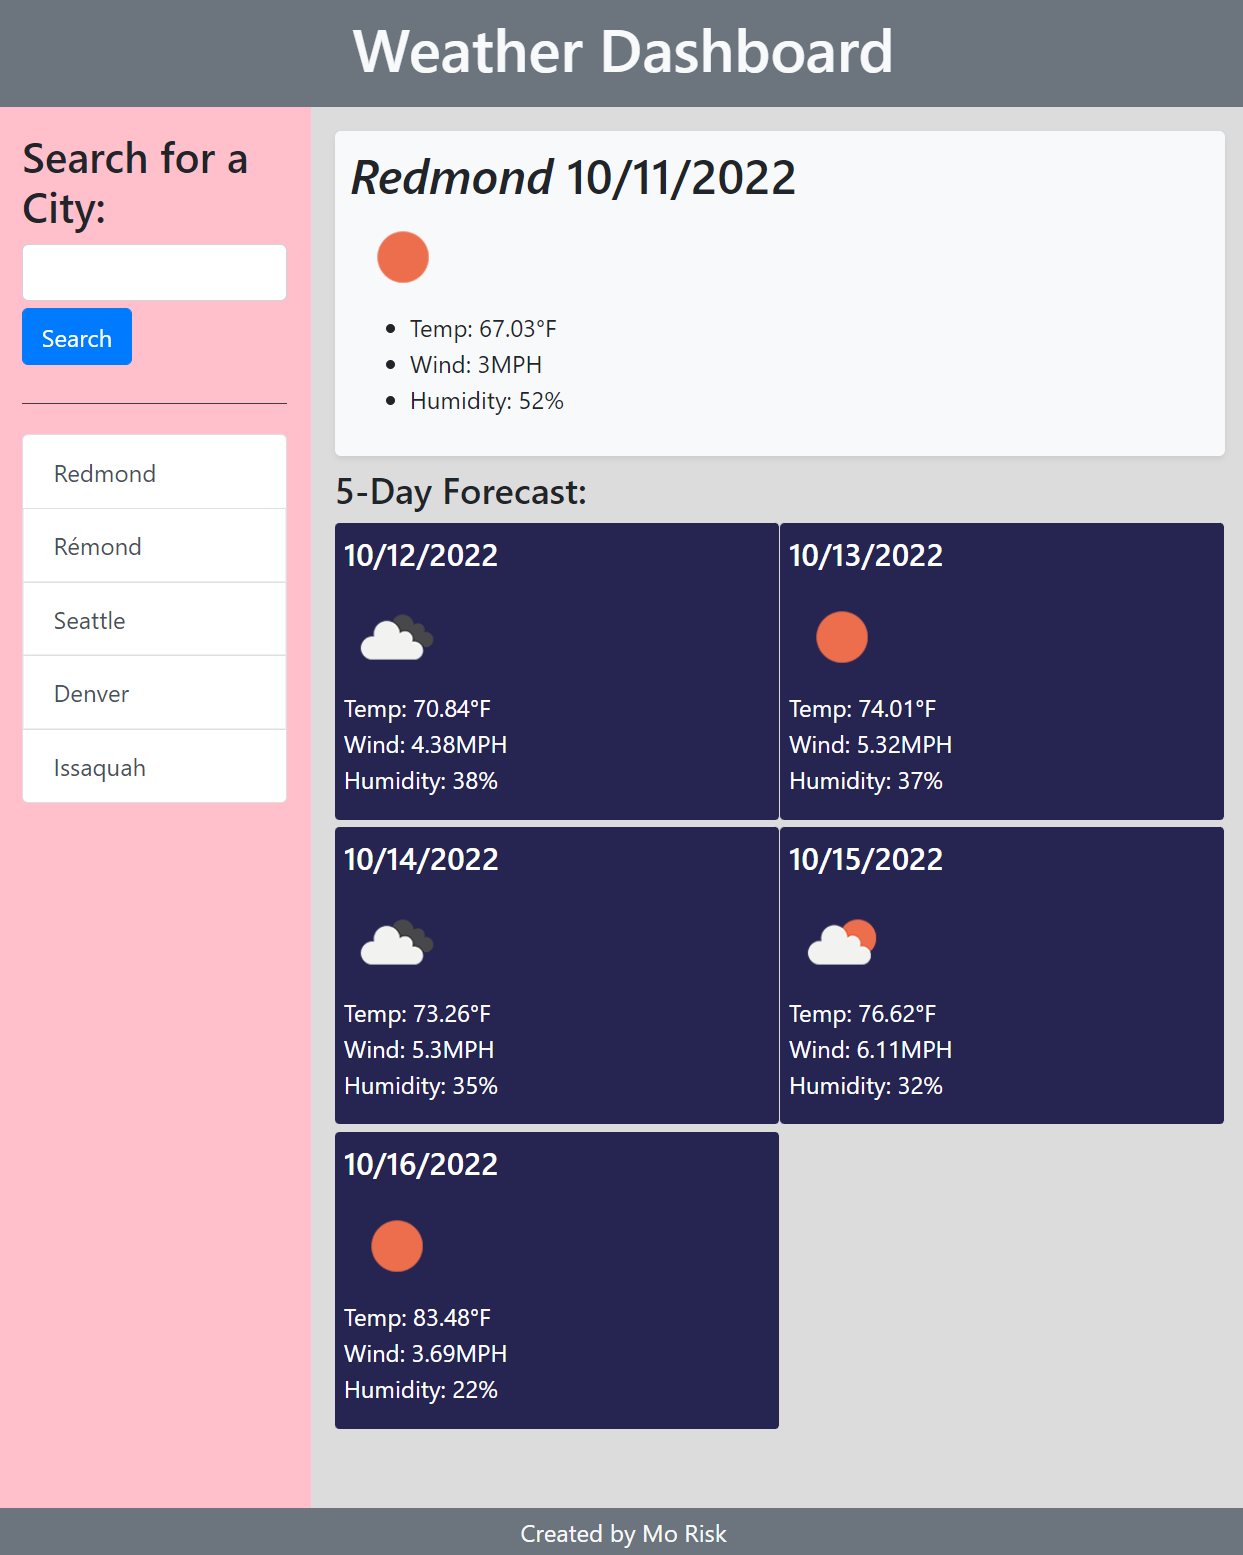 Weather Dashboard
Search for a
City:
Search
Redmond
Rémond
Seattle
Denver
Issaquah
Redmond 10/11/2022
Temp: 67.03°F
Wind: 3MPH
Humidity: 52%
5-Day Forecast:
10/12/2022
Temp: 70.84°F
Wind: 4.38MPH
Humidity: 38%
10/13/2022
Temp: 74.01°F
Wind: 5.32MPH
Humidity: 37%
10/14/2022
Temp: 73.26°F
Wind: 5.3MPH
Humidity: 35%
10/15/2022
Temp: 76.62°F
Wind: 6.11MPH
Humidity: 32%
10/16/2022
Temp: 83.48°F
Wind: 3.69MPH
Humidity: 22%
Created by Mo Risk